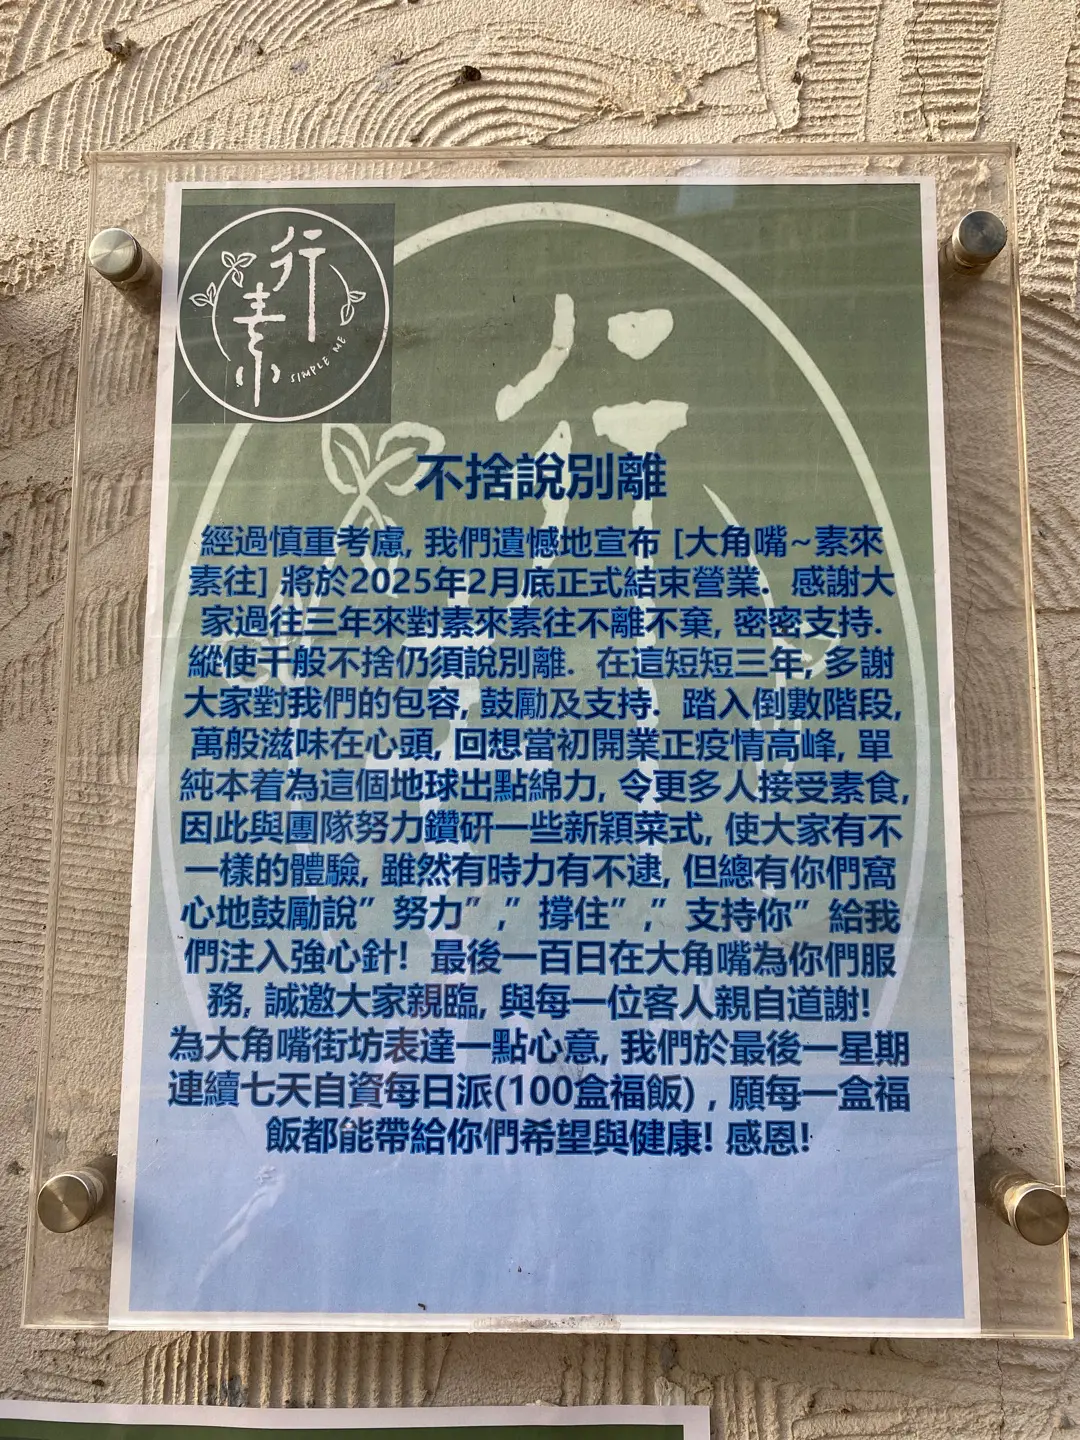 行素
SIMPLE ME
不捨說別離
經過慎重考慮, 我們遺憾地宣布 [大角嘴~素來
素往] 將於2025年2月底正式結束營業. 感謝大
家過往三年來對素來素往不離不棄, 密密支持.
縱使千般不捨仍須說別離. 在這短短三年, 多謝
大家對我們的包容, 鼓勵及支持. 踏入倒數階段,
萬般滋味在心頭, 回想當初開業正疫情高峰, 單
純本着為這個地球出點綿力, 令更多人接受素食,
因此與團隊努力鑽研一些新穎菜式, 使大家有不
一樣的體驗, 雖然有時力有不逮, 但總有你們窩
心地鼓勵說”努力”,”撐住”,”支持你”給我
們注入強心針! 最後一百日在大角嘴為你們服
務, 誠邀大家親臨, 與每一位客人親自道謝!
為大角嘴街坊表達一點心意, 我們於最後一星期
連續七天自資每日派(100盒福飯) , 願每一盒福
飯都能帶給你們希望與健康! 感恩!